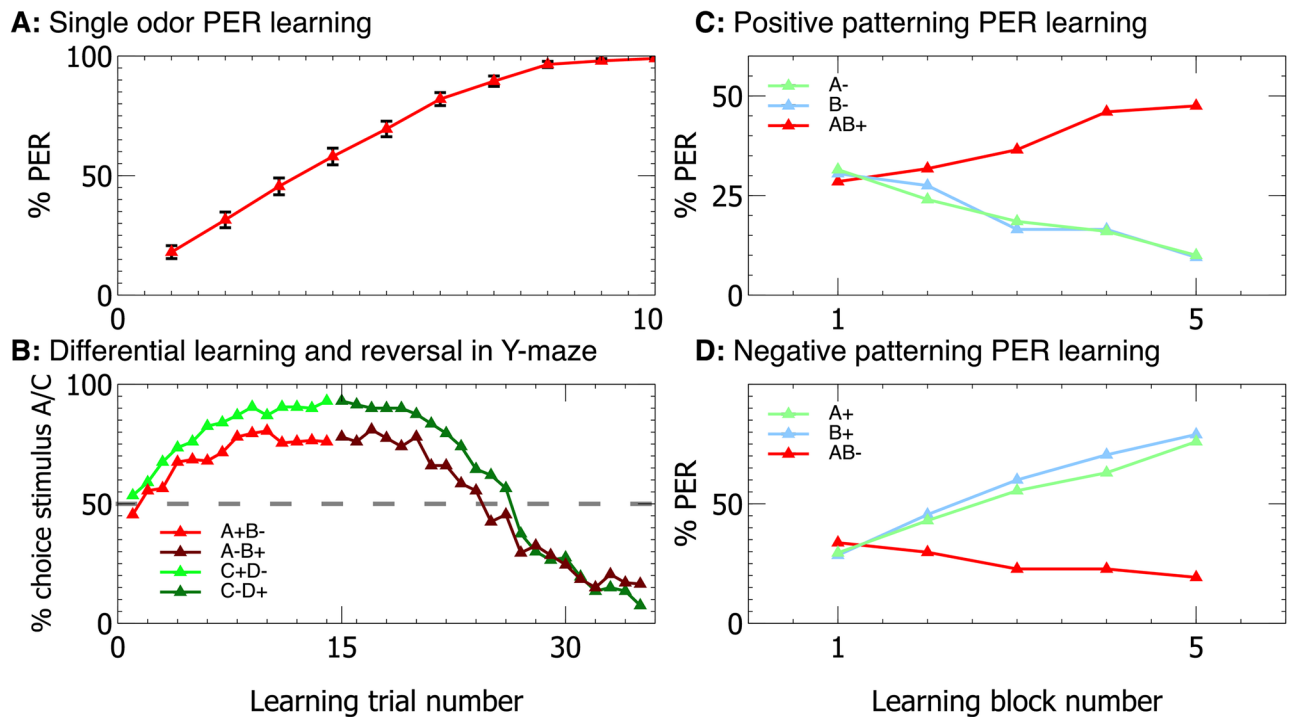 A: Single odor PER learning
100
50
0
% PER
0 10
B: Differential learning and reversal in Y-maze
100
50
0
% choice stimulus A/C
A+B-
A-B+
C+D-
C-D+
0 15 30
Learning trial number
C: Positive patterning PER learning
50
25
0
% PER
A-
B-
AB+
1 5
D: Negative patterning PER learning
100
50
0
% PER
A+
B+
AB-
1 5
Learning block number